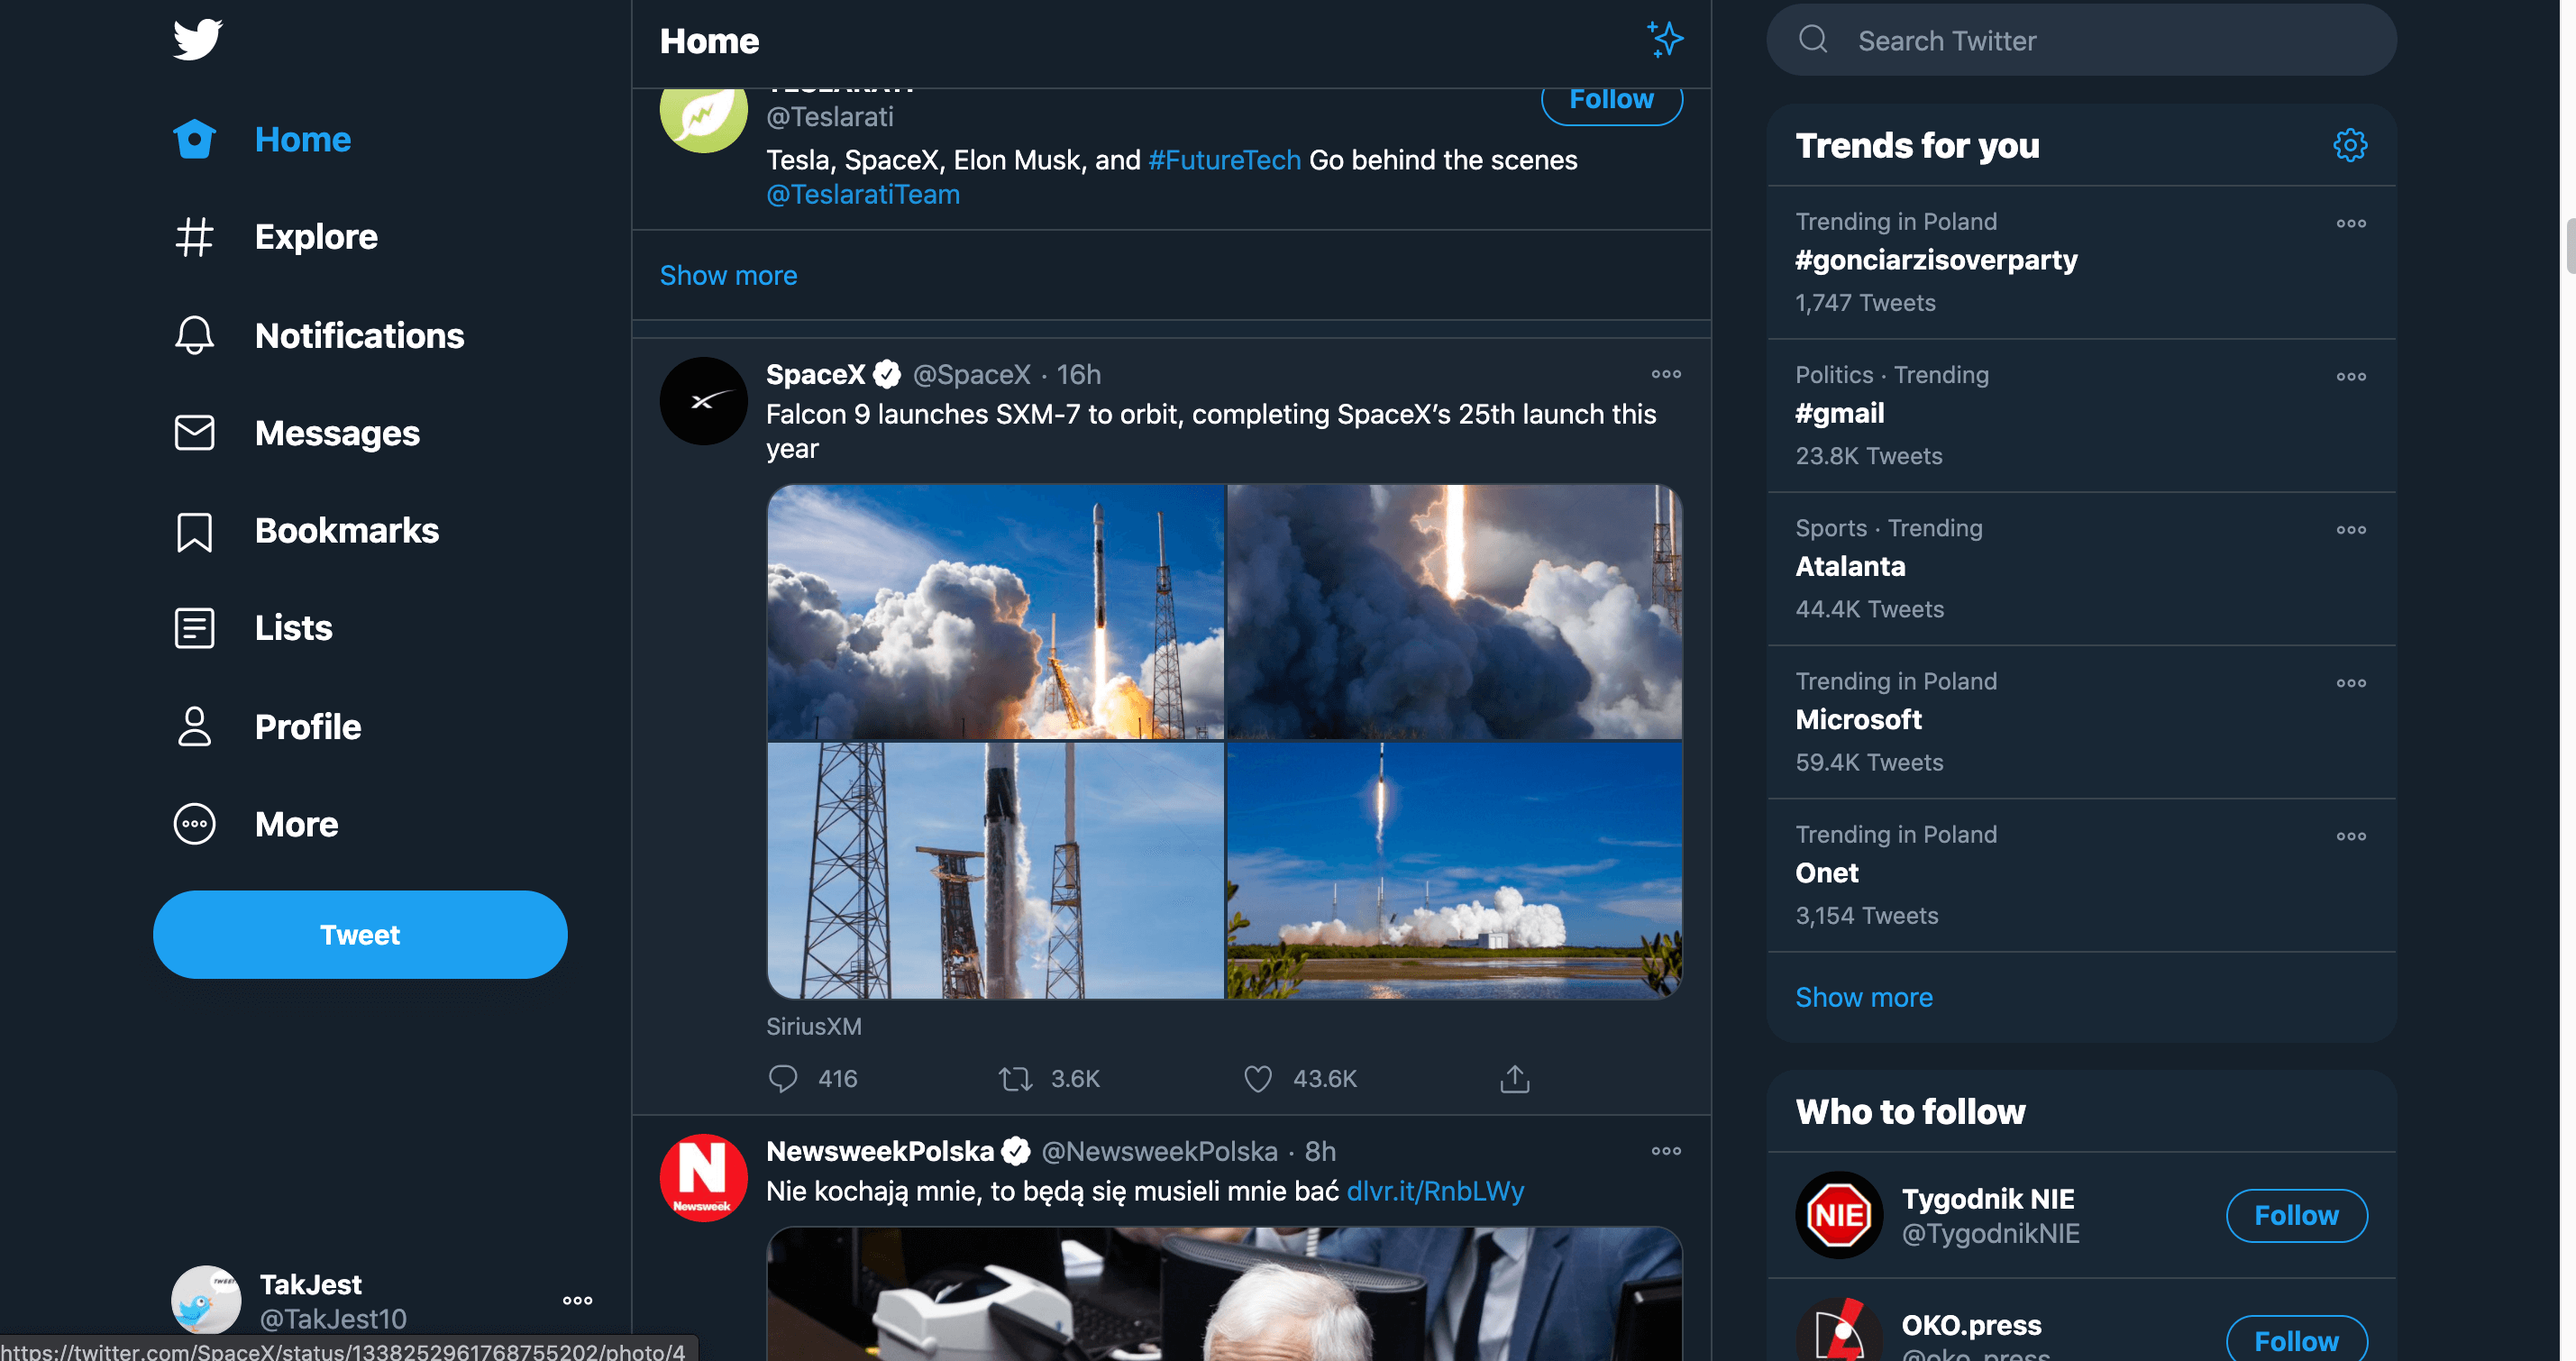 Home
Explore
Notifications
Messages
Bookmarks
Lists
Profile
More
Tweet
TakJest
@TakJest10
https://twitter.com/SpaceX/status/1338252961768755202/photo/4
Home
TESLARATI
@Teslarati
Follow
Tesla, SpaceX, Elon Musk, and #FutureTech Go behind the scenes
@TeslaratiTeam
Show more
SpaceX @SpaceX · 16h
Falcon 9 launches SXM-7 to orbit, completing SpaceX’s 25th launch this
year
SiriusXM
416 3.6K 43.6K
N
Newsweek
NewsweekPolska @NewsweekPolska · 8h
Nie kochają mnie, to będą się musieli mnie bać dlvr.it/RnbLWy
Search Twitter
Trends for you
Trending in Poland
#gonciarzisoverparty
1,747 Tweets
Politics · Trending
#gmail
23.8K Tweets
Sports · Trending
Atalanta
44.4K Tweets
Trending in Poland
Microsoft
59.4K Tweets
Trending in Poland
Onet
3,154 Tweets
Show more
Who to follow
NIE
Tygodnik NIE
@TygodnikNIE
Follow
OKO.press
@oko_press
Follow